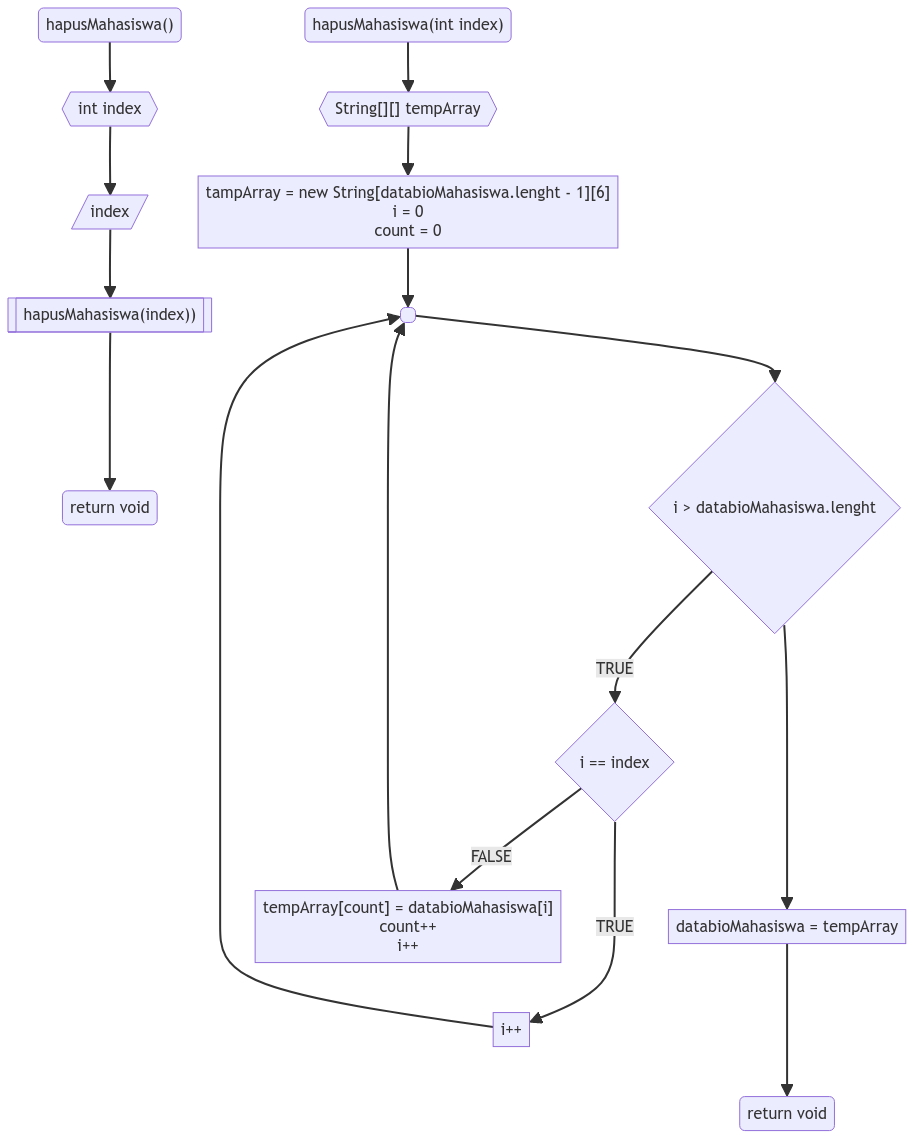 hapusMahasiswa()
int index
index
hapusMahasiswa(index))
return void
hapusMahasiswa(int index)
String[][] tempArray
tampArray = new String[databioMahasiswa.lenght - 1][6]
i = 0
count = 0
i > databioMahasiswa.lenght
TRUE
i == index
FALSE
tempArray[count] = databioMahasiswa[i]
count++
i++
TRUE
i++
databioMahasiswa = tempArray
return void